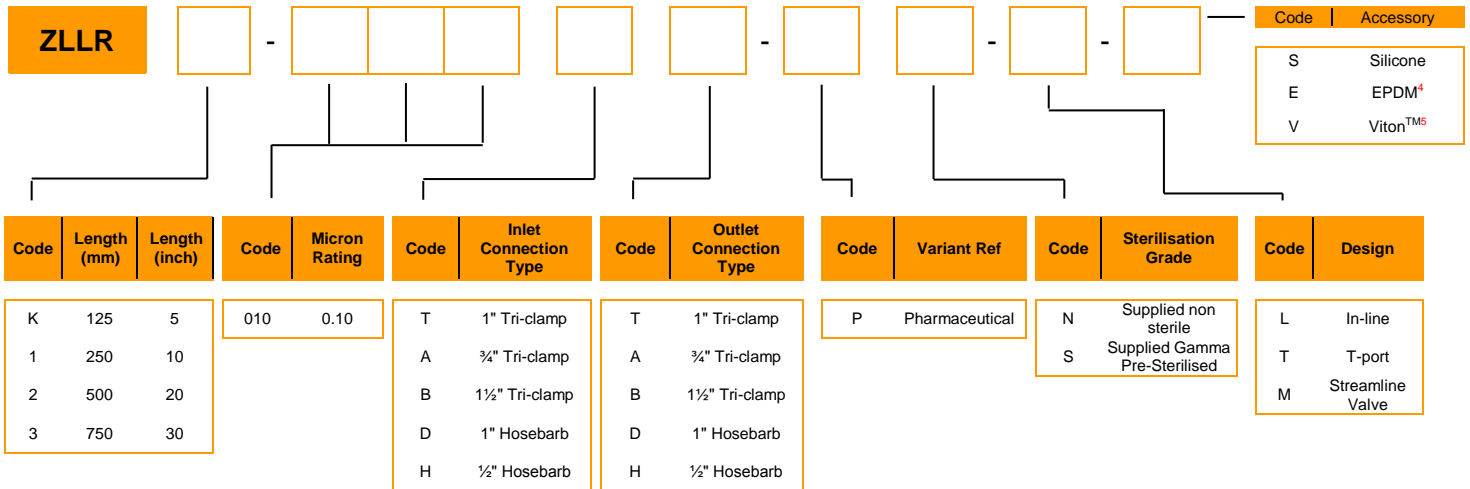 ZLLR - - - -
Code Accessory
S Silicone
E EPDM4
V Viton™5
Code Length (mm) Length (inch)
K 125 5
1 250 10
2 500 20
3 750 30
Code Micron Rating
010 0.10
Code Inlet Connection Type
T 1" Tri-clamp
A ¾" Tri-clamp
B 1½" Tri-clamp
D 1" Hosebarb
H ½" Hosebarb
Code Outlet Connection Type
T 1" Tri-clamp
A ¾" Tri-clamp
B 1½" Tri-clamp
D 1" Hosebarb
H ½" Hosebarb
Code Variant Ref
P Pharmaceutical
Code Sterilisation Grade
N Supplied non sterile
S Supplied Gamma Pre-Sterilised
Code Design
L In-line
T T-port
M Streamline Valve